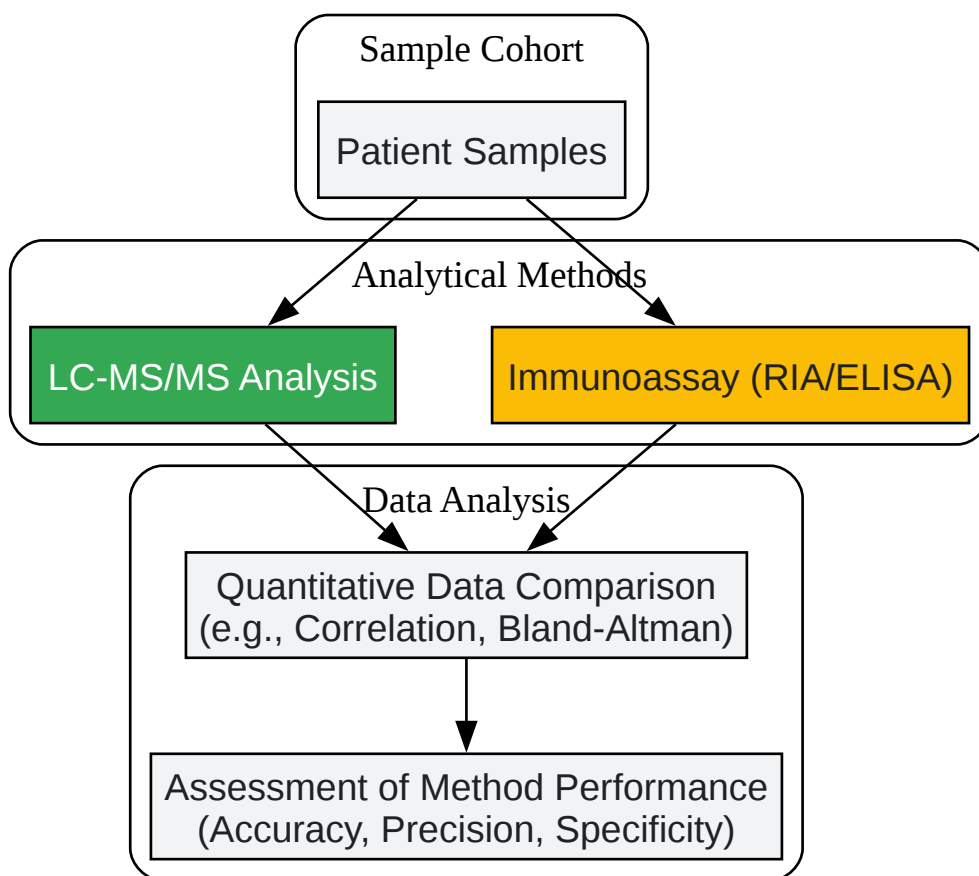 Sample Cohort
Patient Samples
Analytical Methods
LC-MS/MS Analysis
Immunoassay (RIA/ELISA)
Data Analysis
Quantitative Data Comparison
(e.g., Correlation, Bland-Altman)
Assessment of Method Performance
(Accuracy, Precision, Specificity)